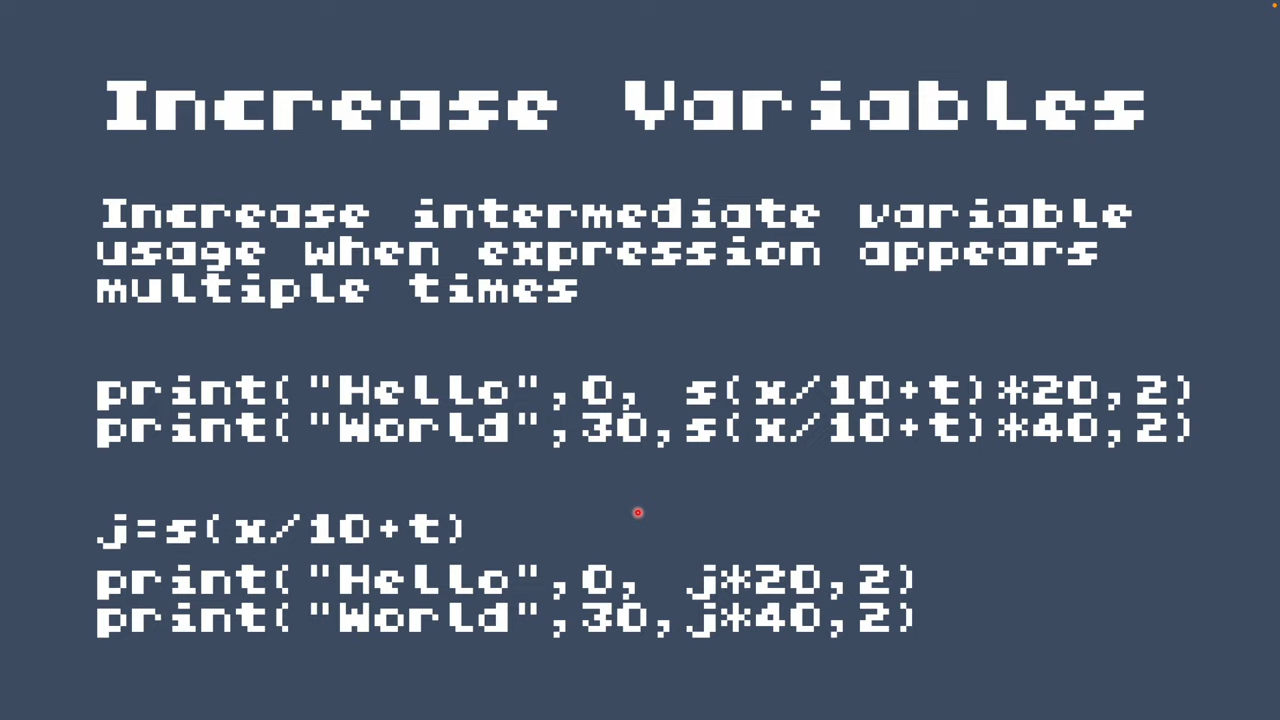 Increase Variables
Increase intermediate variable
usage when expression appears
multiple times
print("Hello",0, s(x/10+t)*20,2)
print("World",30,s(x/10+t)*40,2)
j=s(x/10+t)
print("Hello",0, j*20,2)
print("World",30,j*40,2)